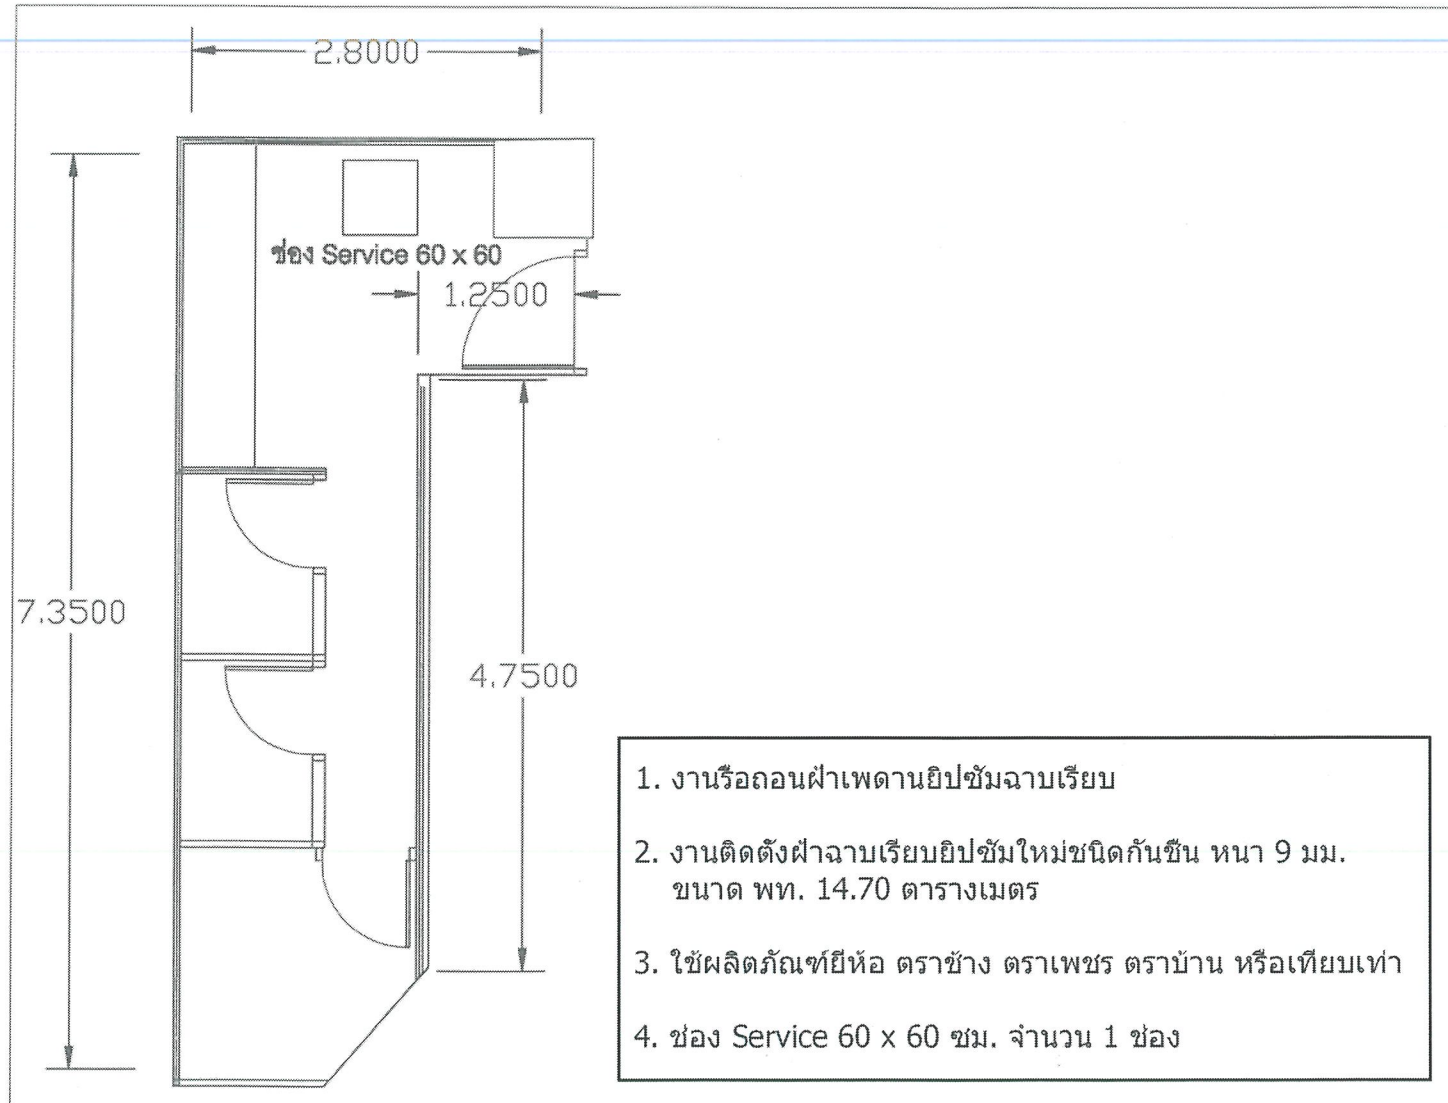 2.8000
ช่อง Service 60 x 60
1.2500
7.3500
4.7500
1. งานรื้อถอนฝ้าเพดานยิปซัมฉาบเรียบ
2. งานติดตั้งฝ้าฉาบเรียบยิปซัมใหม่ชนิดกันชื้น หนา 9 มม.
ขนาด พท. 14.70 ตารางเมตร
3. ใช้ผลิตภัณฑ์ยี่ห้อ ตราช้าง ตราเพชร ตราบ้าน หรือเทียบเท่า
4. ช่อง Service 60 x 60 ซม. จำนวน 1 ช่อง